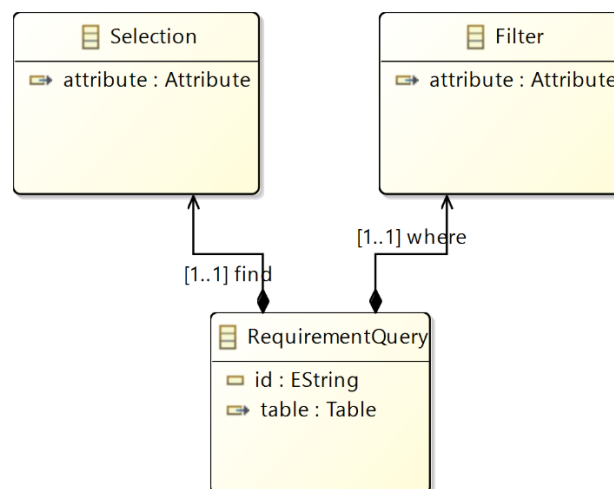 Selection
Filter
attribute : Attribute
attribute : Attribute
[1..1] where
[1..1] find
RequirementQuery
id : EString
table : Table